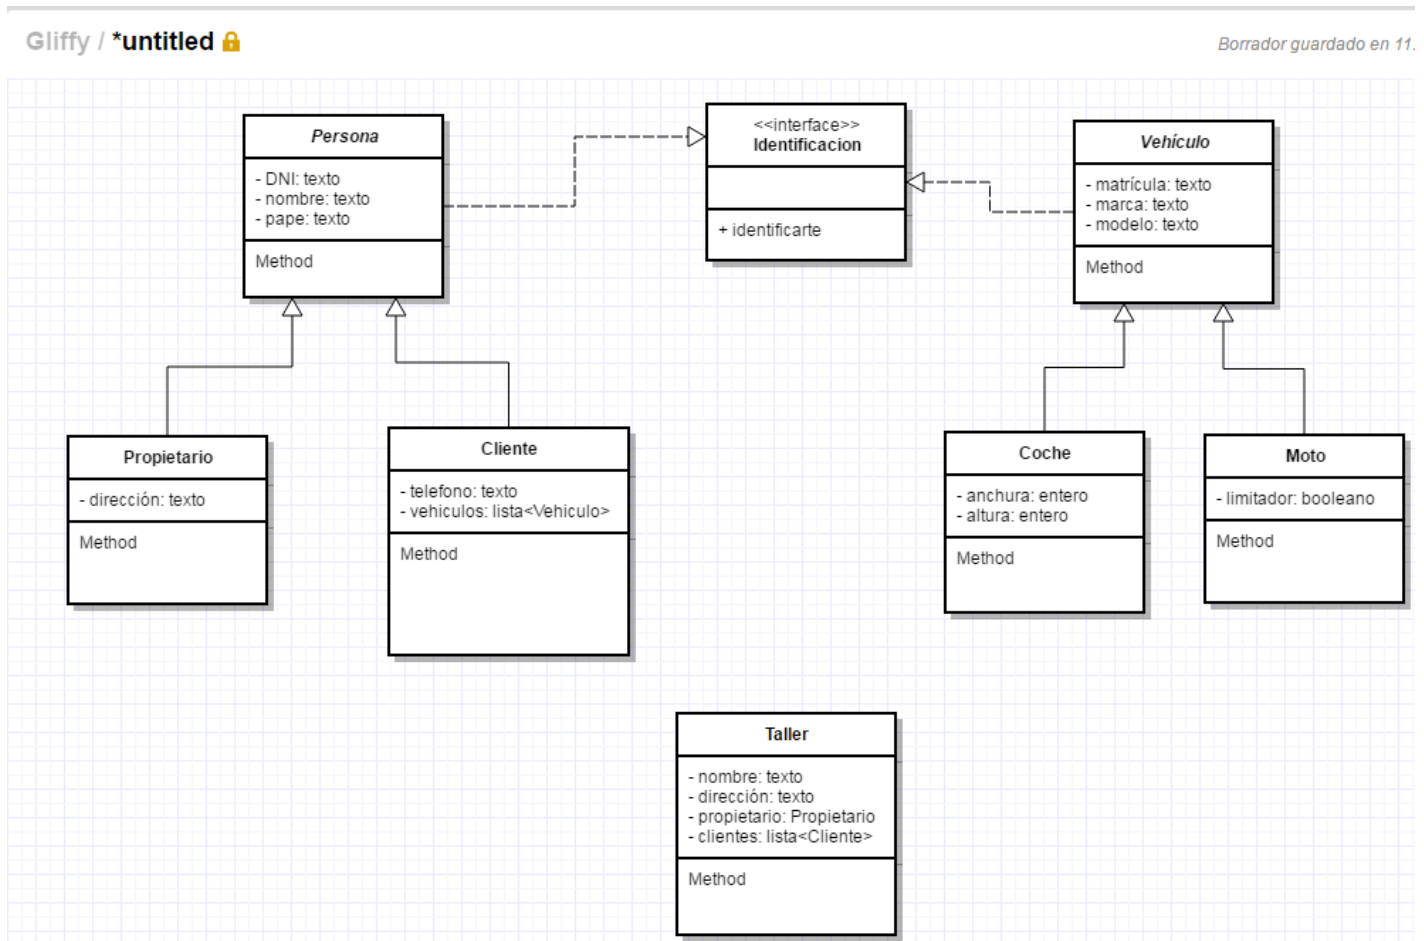 Gliffy / *untitled
Borrador guardado en 11.
Persona
- DNI: texto
- nombre: texto
- pape: texto
Method
<<interface>>
Identificacion
+ identificarte
Vehículo
- matrícula: texto
- marca: texto
- modelo: texto
Method
Propietario
- dirección: texto
Method
Cliente
- telefono: texto
- vehiculos: lista<Vehiculo>
Method
Coche
- anchura: entero
- altura: entero
Method
Moto
- limitador: booleano
Method
Taller
- nombre: texto
- dirección: texto
- propietario: Propietario
- clientes: lista<Cliente>
Method